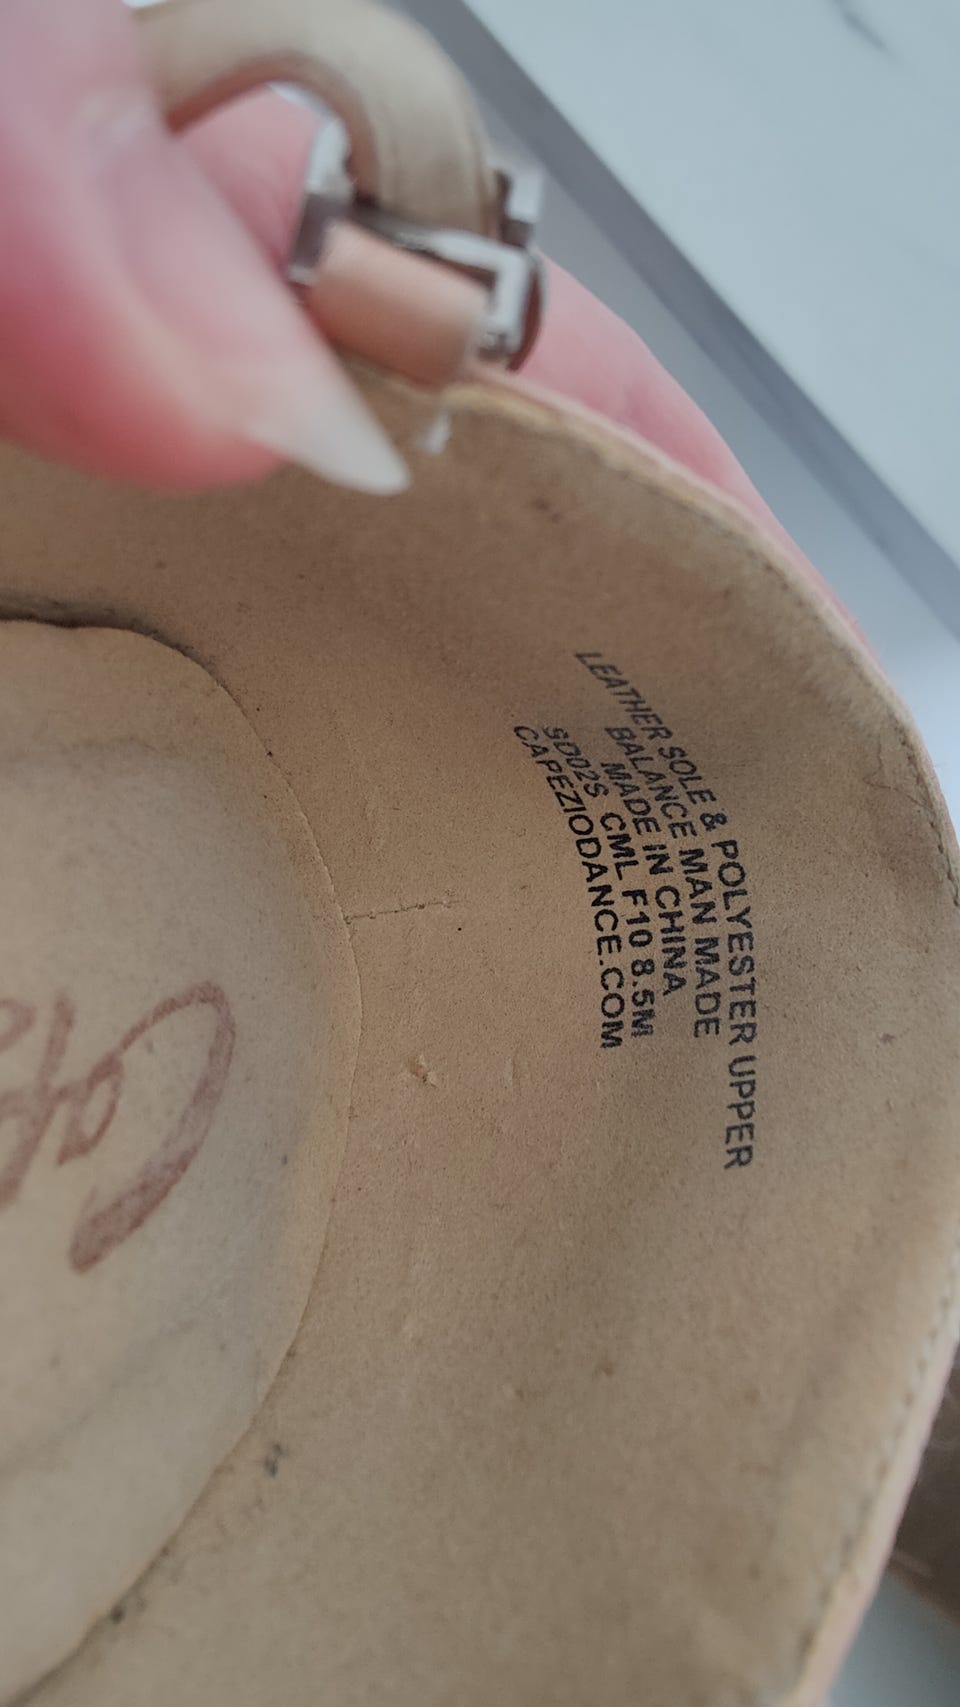 LEATHER SOLE & POLYESTER UPPER
BALANCE MAN MADE
MADE IN CHINA
SD02S CML F10 8.5M
CAPEZIODANCE.COM